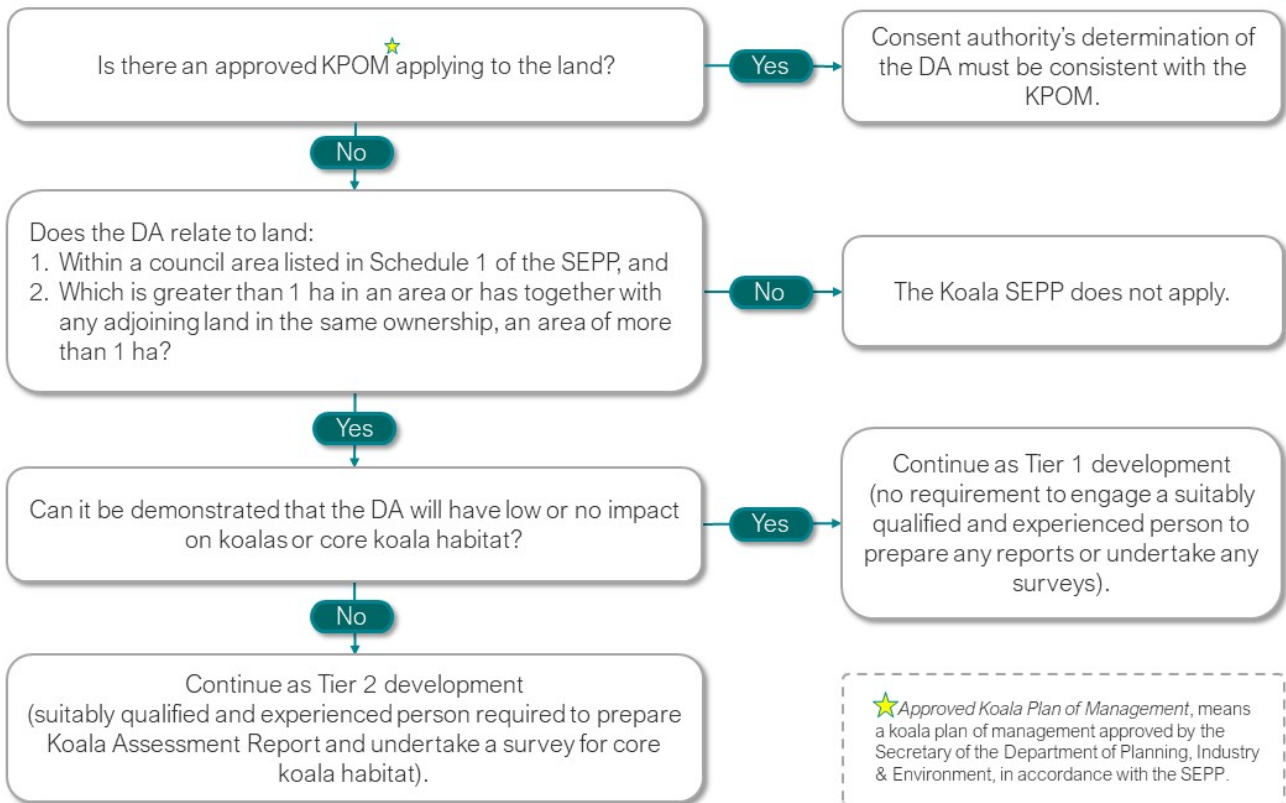 Is there an approved KPOM applying to the land?
Yes
Consent authority’s determination of
the DA must be consistent with the
KPOM.
No
Does the DA relate to land:
1. Within a council area listed in Schedule 1 of the SEPP, and
2. Which is greater than 1 ha in an area or has together with
any adjoining land in the same ownership, an area of more
than 1 ha?
No
The Koala SEPP does not apply.
Yes
Can it be demonstrated that the DA will have low or no impact
on koalas or core koala habitat?
Yes
Continue as Tier 1 development
(no requirement to engage a suitably
qualified and experienced person to
prepare any reports or undertake any
surveys).
No
Continue as Tier 2 development
(suitably qualified and experienced person required to prepare
Koala Assessment Report and undertake a survey for core
koala habitat).
Approved Koala Plan of Management, means
a koala plan of management approved by the
Secretary of the Department of Planning, Industry
& Environment, in accordance with the SEPP.